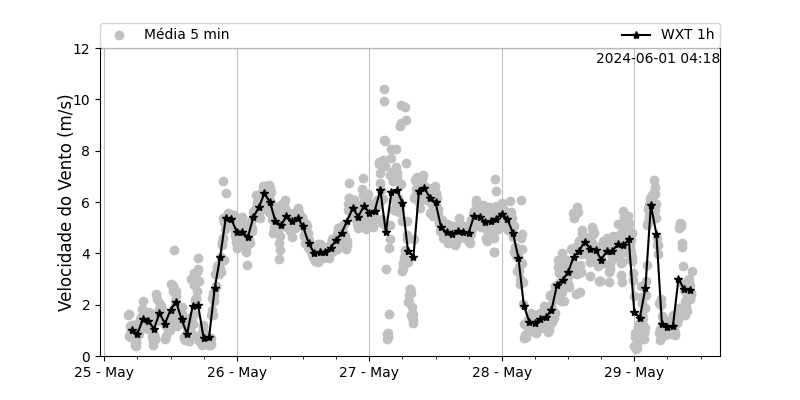 Média 5 min
WXT 1h
2024-06-01 04:18
Velocidade do Vento (m/s)
12
10
8
6
4
2
0
25 - May
26 - May
27 - May
28 - May
29 - May